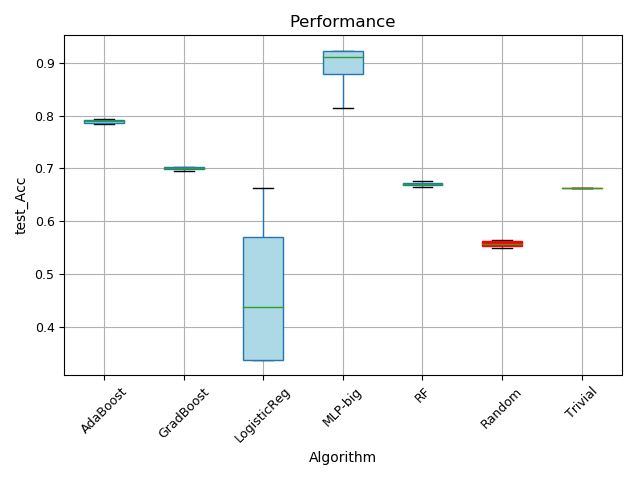 Performance
test_Acc
0.9
0.8
0.7
0.6
0.5
0.4
AdaBoost
GradBoost
LogisticReg
MLP-big
RF
Random
Trivial
Algorithm